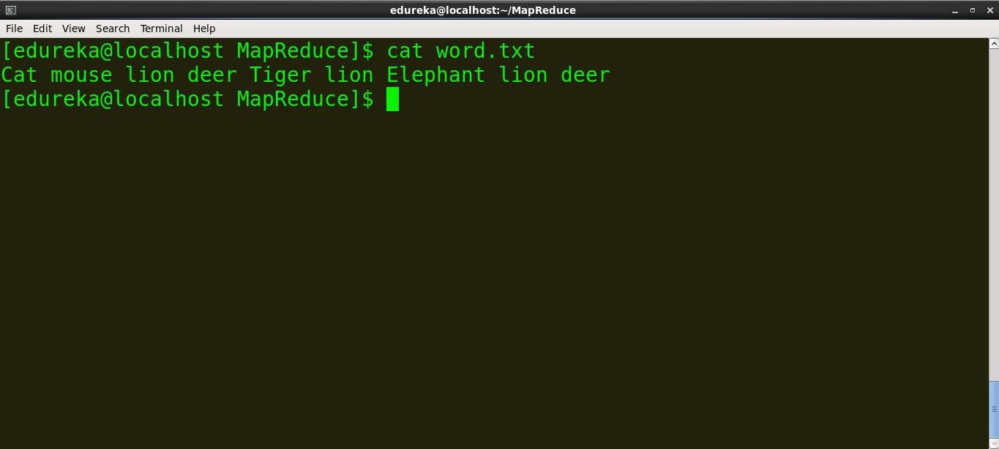 edureka@localhost:~/MapReduce
File Edit View Search Terminal Help
[edureka@localhost MapReduce]$ cat word.txt
Cat mouse lion deer Tiger lion Elephant lion deer
[edureka@localhost MapReduce]$